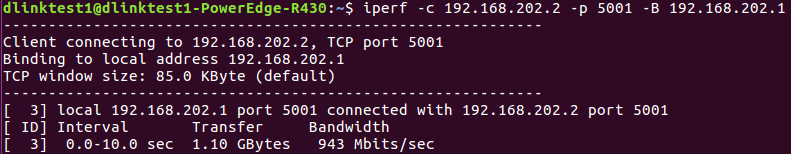 dlinktest1@dlinktest1-PowerEdge-R430:~$ iperf -c 192.168.202.2 -p 5001 -B 192.168.202.1
------------------------------------------------------------
Client connecting to 192.168.202.2, TCP port 5001
Binding to local address 192.168.202.1
TCP window size: 85.0 KByte (default)
------------------------------------------------------------
[  3] local 192.168.202.1 port 5001 connected with 192.168.202.2 port 5001
[ ID] Interval       Transfer     Bandwidth
[  3]  0.0-10.0 sec  1.10 GBytes   943 Mbits/sec